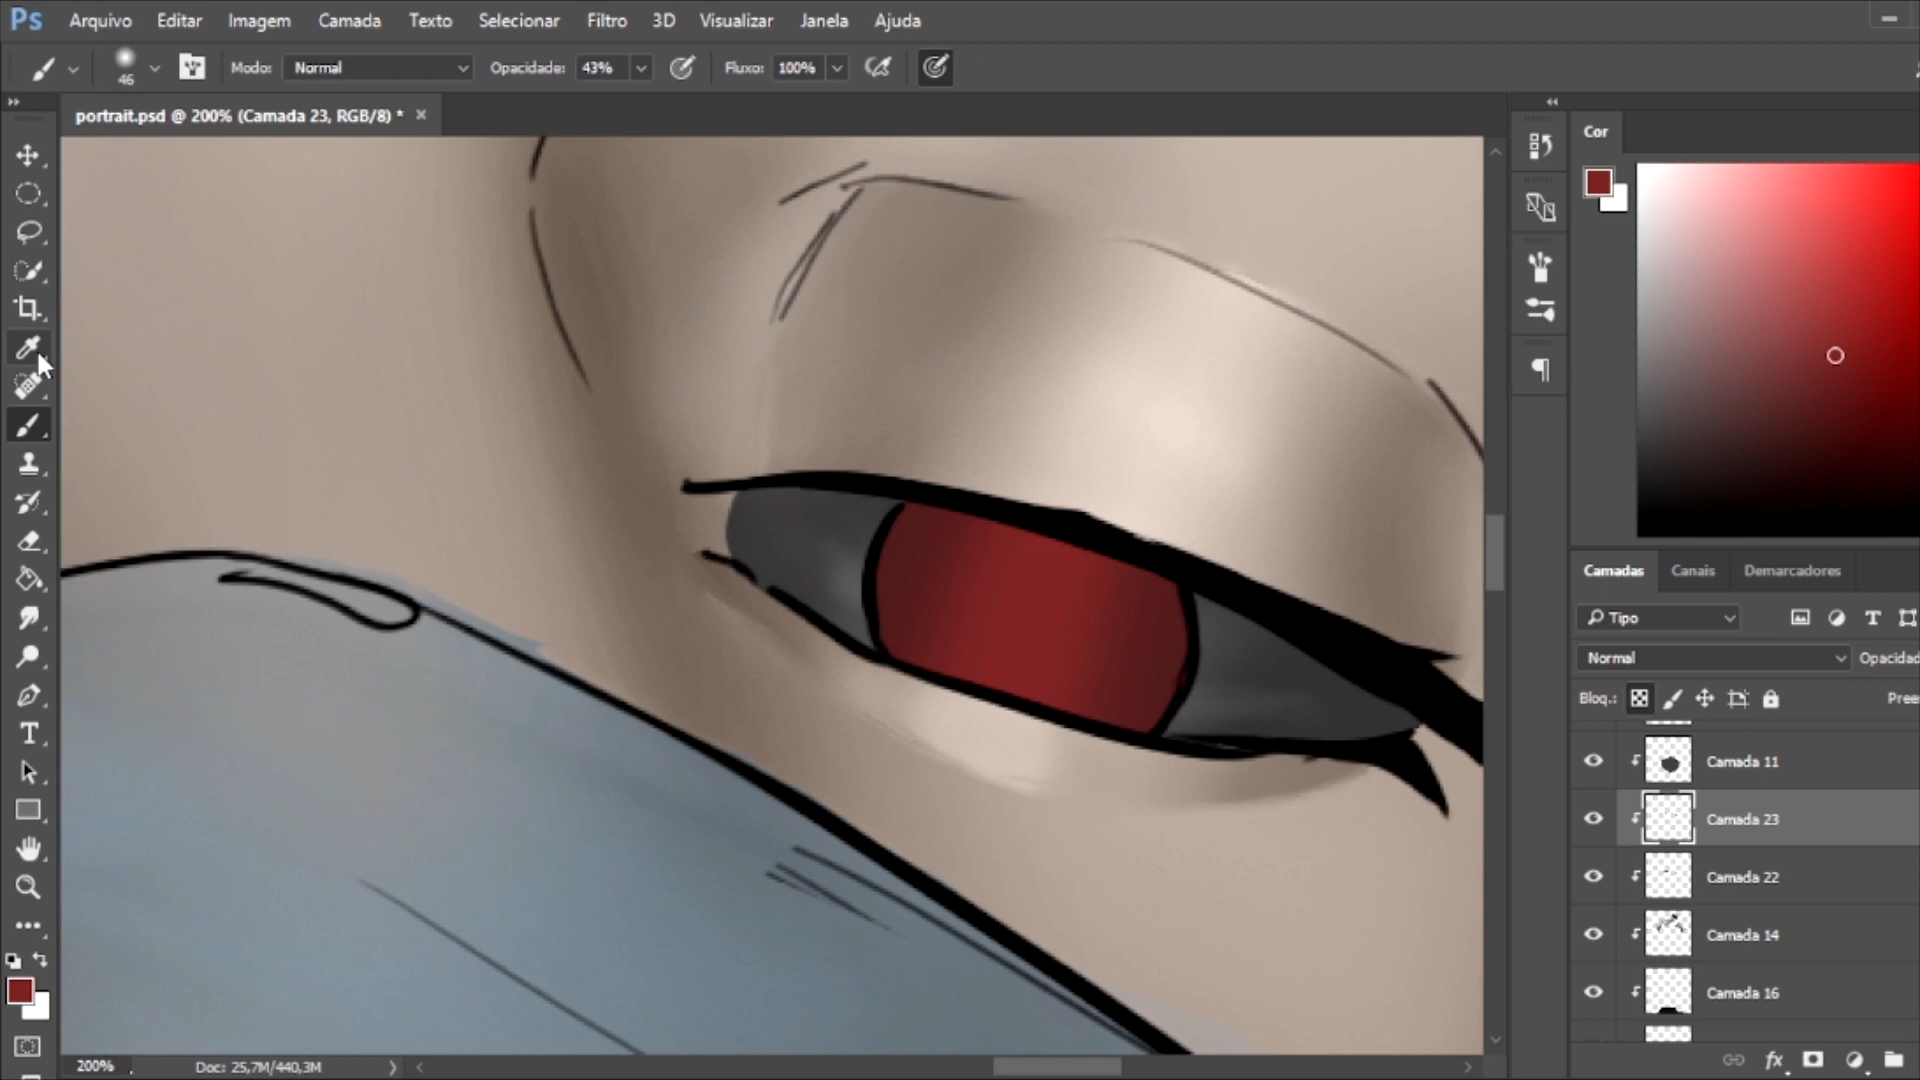 Ps Arquivo Editar Imagem Camada Texto Selecionar Filtro 3D Visualizar Janela Ajuda
46 Modo: Normal Opacidade: 43% Fluxo: 100%
portrait.psd @ 200% (Camada 23, RGB/8) *
Cor
Camadas Canais Demarcadores
Tipo
Normal Opacidad
Bloq.: Pree
Camada 11
Camada 23
Camada 22
Camada 14
Camada 16
200% Doc: 25,7M/440,3M